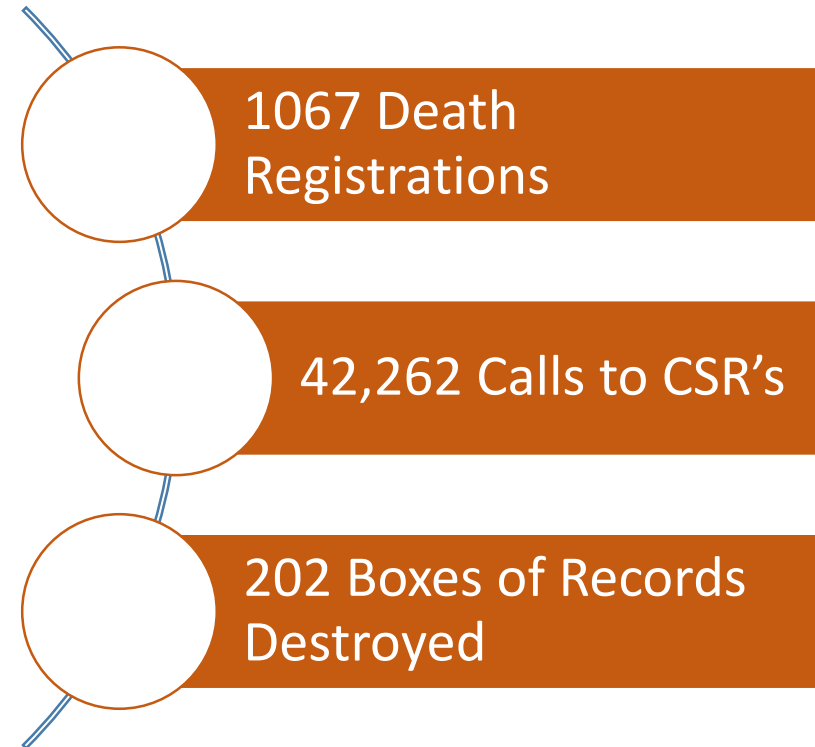 1067 Death
Registrations
42,262 Calls to CSR’s
202 Boxes of Records
Destroyed